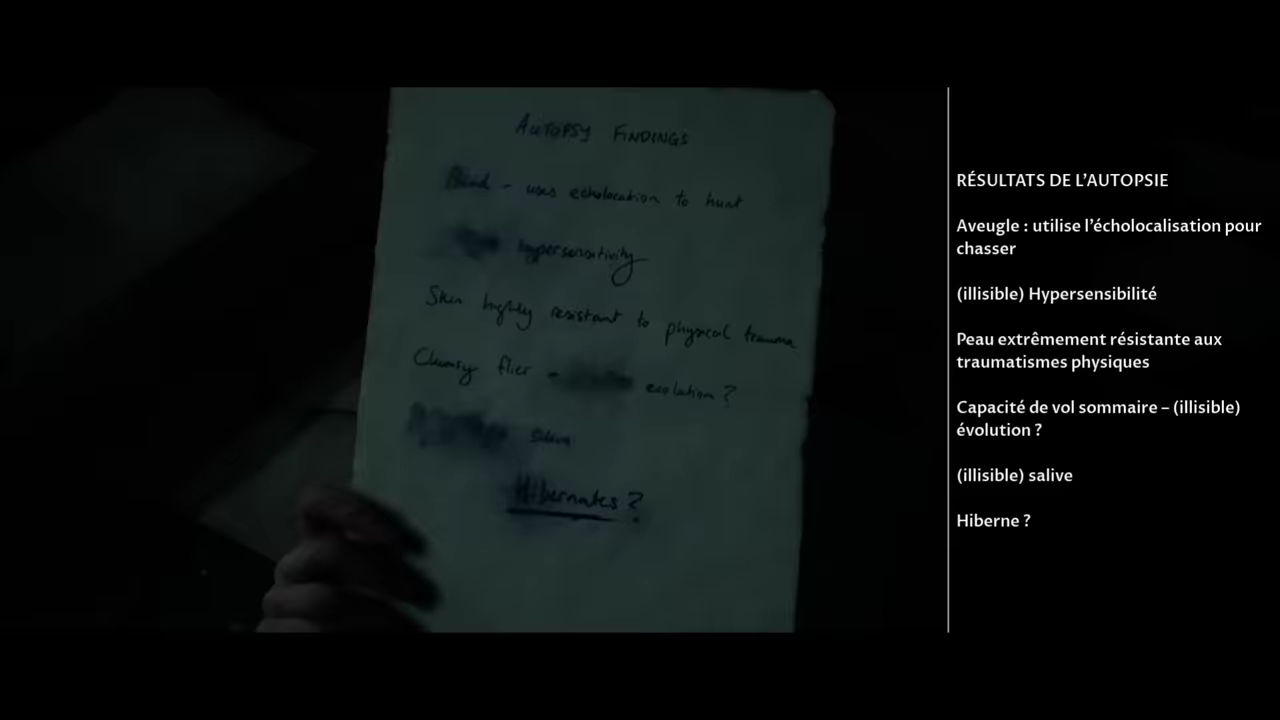 AUTOPSY FINDINGS
Blind - uses echolocation to hunt
hypersensitivity
Skin highly resistant to physical trauma
Clumsy flier - evolution ?
Saliva
Hibernates ?
RÉSULTATS DE L'AUTOPSIE
Aveugle : utilise l'écholocalisation pour
chasser
(illisible) Hypersensibilité
Peau extrêmement résistante aux
traumatismes physiques
Capacité de vol sommaire – (illisible)
évolution ?
(illisible) salive
Hiberne ?